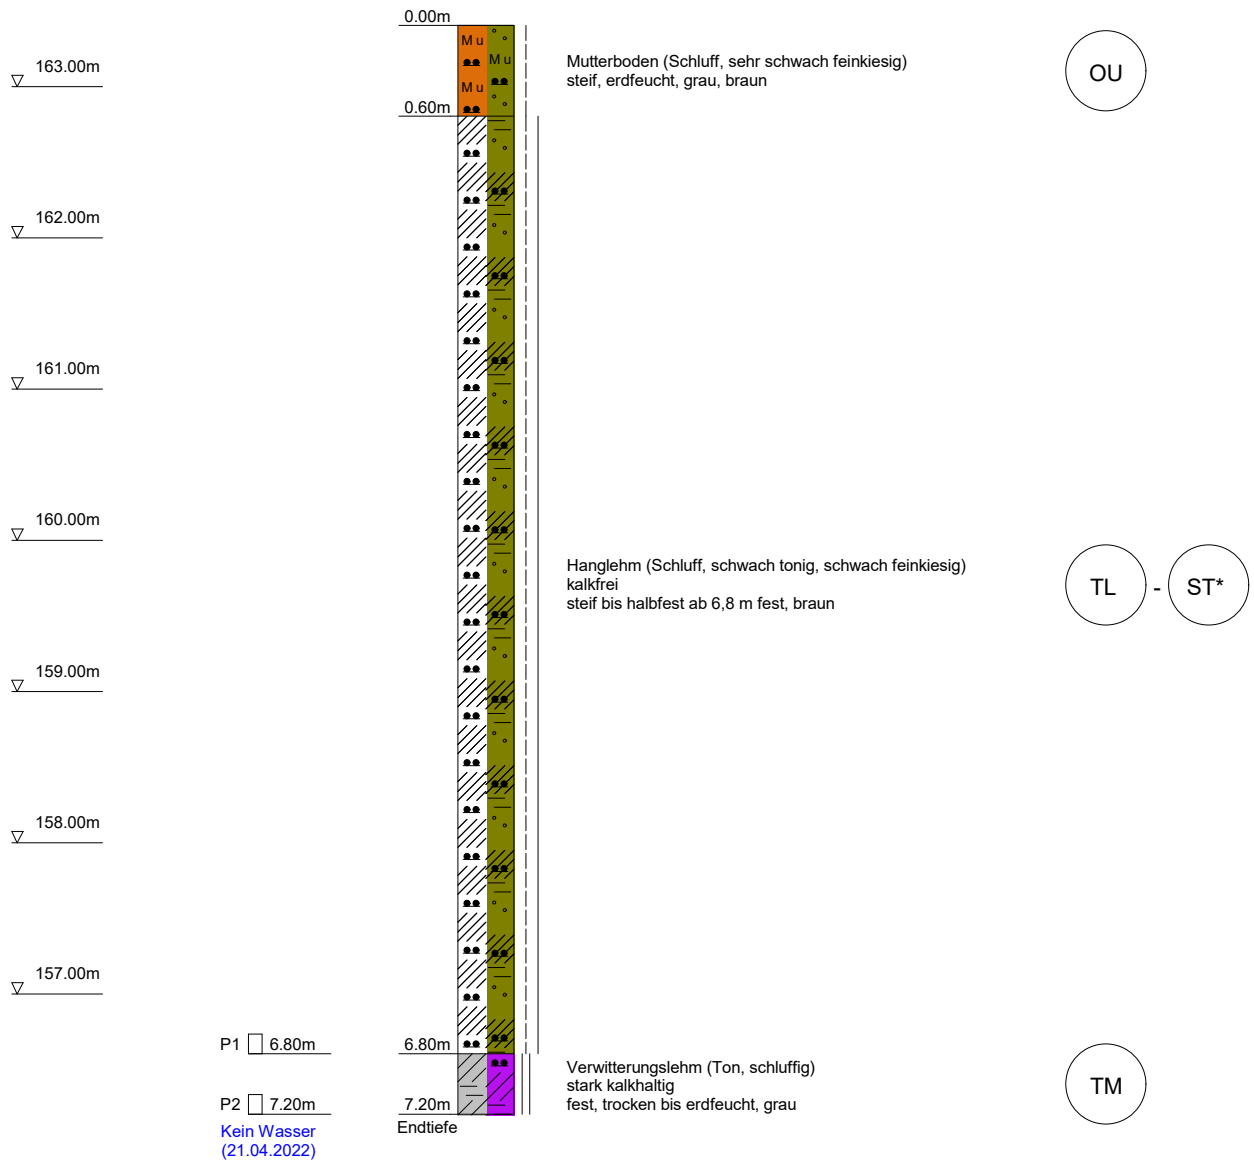 0.00m
Mu
Mu
Mu
163.00m
Mutterboden (Schluff, sehr schwach feinkiesig)
steif, erdfeucht, grau, braun
OU
0.60m
162.00m
161.00m
160.00m
Hanglehm (Schluff, schwach tonig, schwach feinkiesig)
kalkfrei
steif bis halbfest ab 6,8 m fest, braun
TL - ST*
159.00m
158.00m
157.00m
P1 6.80m
6.80m
Verwitterungslehm (Ton, schluffig)
stark kalkhaltig
fest, trocken bis erdfeucht, grau
TM
P2 7.20m
7.20m
Kein Wasser
(21.04.2022)
Endtiefe